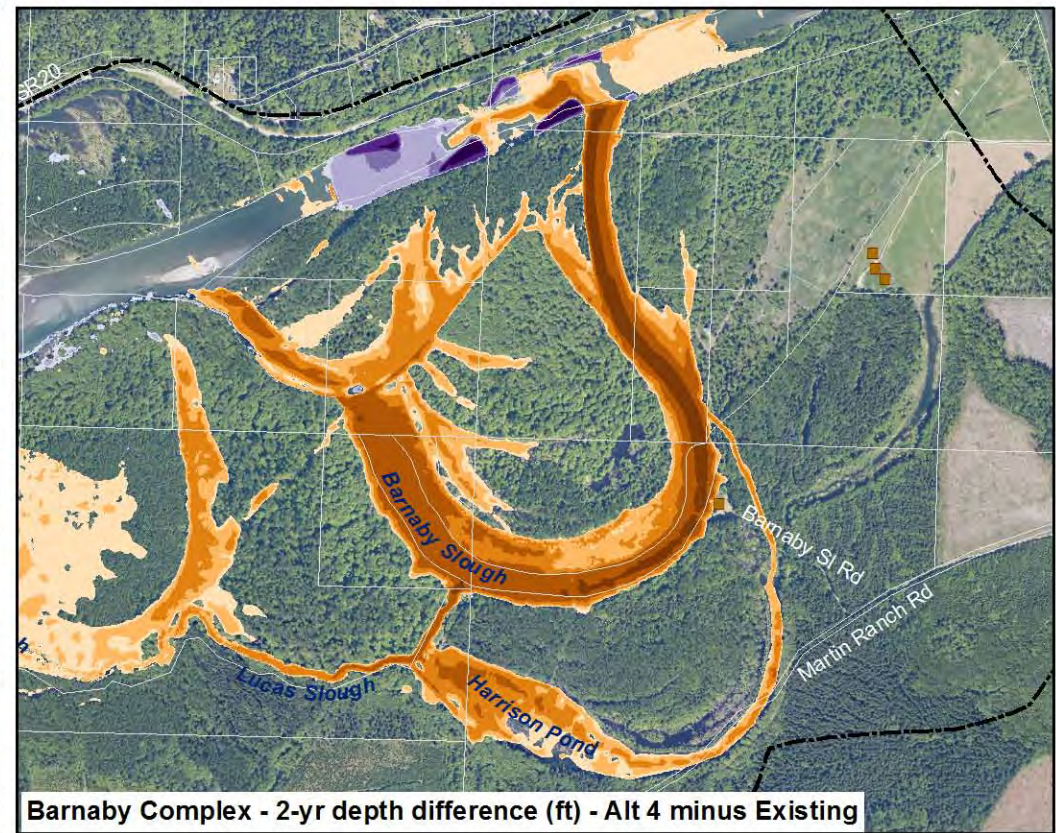 SR20
Barnaby Slough
Barnaby Sl Rd
Martin Ranch Rd
Lucas Slough
Harrison Pond
h
Barnaby Complex - 2-yr depth difference (ft) - Alt 4 minus Existing